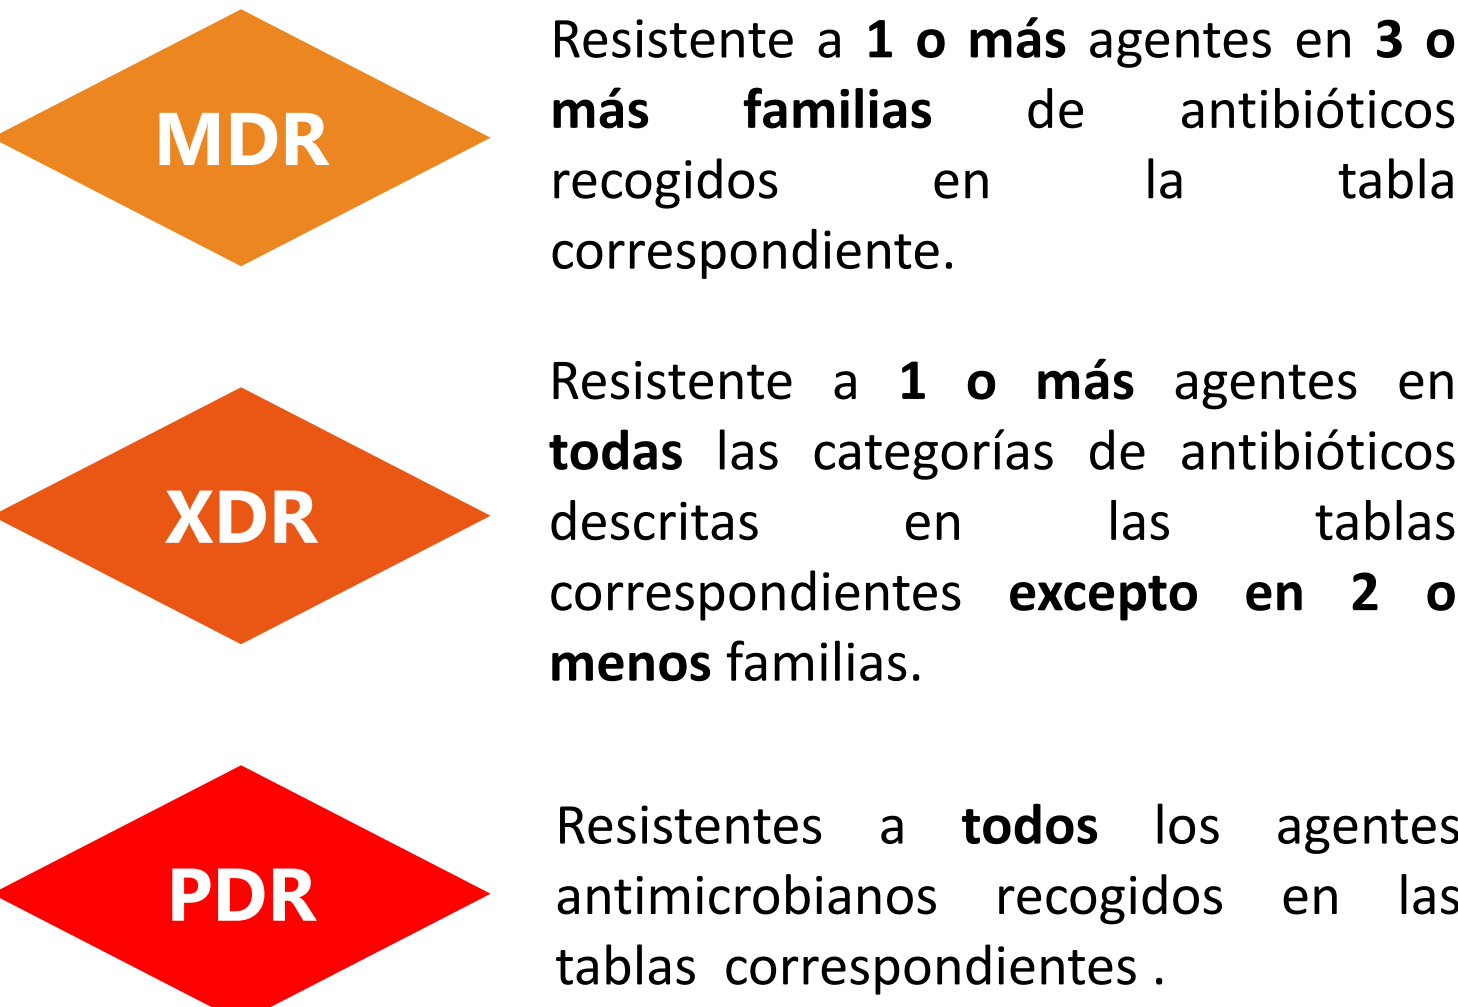 MDR
Resistente a 1 o más agentes en 3 o
más familias de antibióticos
recogidos en la tabla
correspondiente.
XDR
Resistente a 1 o más agentes en
todas las categorías de antibióticos
descritas en las tablas
correspondientes excepto en 2 o
menos familias.
PDR
Resistentes a todos los agentes
antimicrobianos recogidos en las
tablas correspondientes .